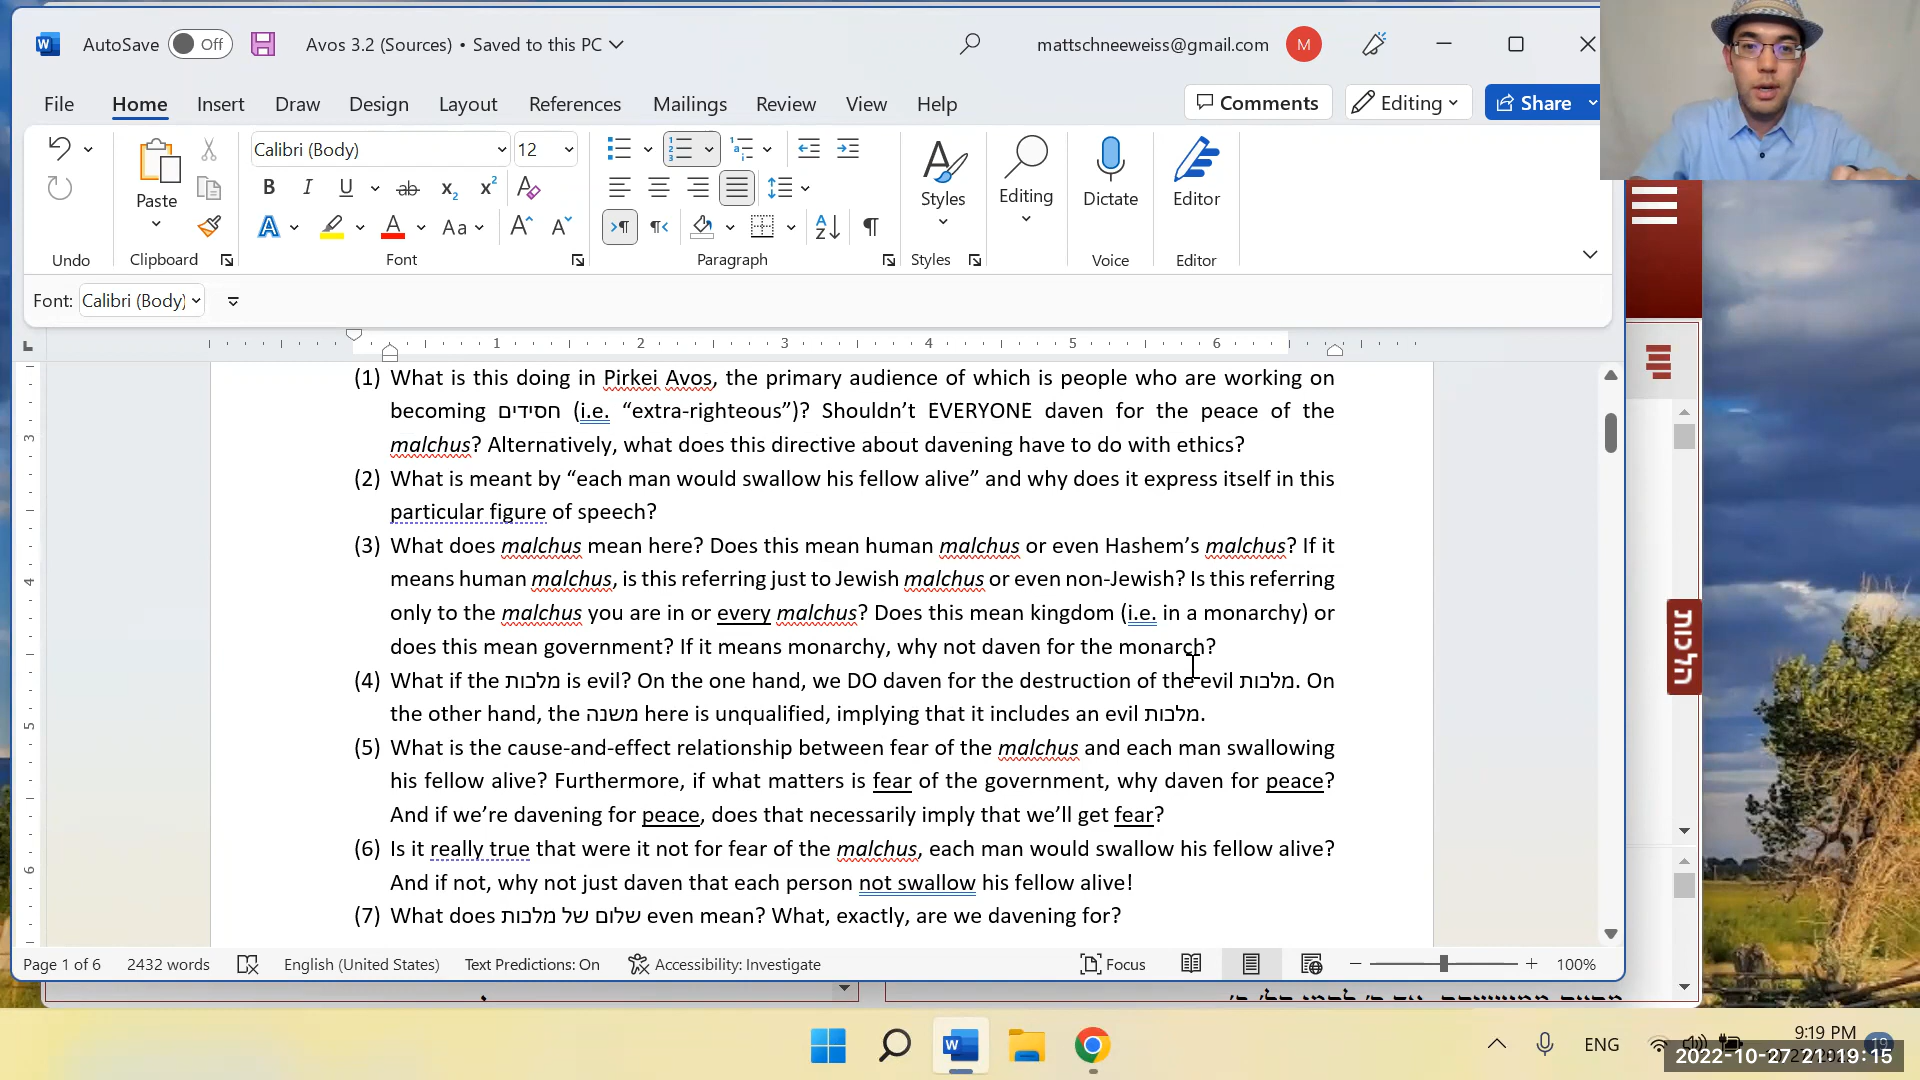 AutoSave Off Avos 3.2 (Sources) • Saved to this PC mattschneeweiss@gmail.com M
File Home Insert Draw Design Layout References Mailings Review View Help Comments Editing Share
Calibri (Body) 12
Paste Styles Editing Dictate Editor
Undo Clipboard Font Paragraph Styles Voice Editor
Font: Calibri (Body)
1 2 3 4 5 6
(1) What is this doing in Pirkei Avos, the primary audience of which is people who are working on
becoming חסידים (i.e. “extra-righteous”)? Shouldn’t EVERYONE daven for the peace of the
malchus? Alternatively, what does this directive about davening have to do with ethics?
(2) What is meant by “each man would swallow his fellow alive” and why does it express itself in this
particular figure of speech?
(3) What does malchus mean here? Does this mean human malchus or even Hashem’s malchus? If it
means human malchus, is this referring just to Jewish malchus or even non-Jewish? Is this referring
only to the malchus you are in or every malchus? Does this mean kingdom (i.e. in a monarchy) or
does this mean government? If it means monarchy, why not daven for the monarch?
(4) What if the מלכות is evil? On the one hand, we DO daven for the destruction of the evil מלכות. On
the other hand, the משנה here is unqualified, implying that it includes an evil מלכות.
(5) What is the cause-and-effect relationship between fear of the malchus and each man swallowing
his fellow alive? Furthermore, if what matters is fear of the government, why daven for peace?
And if we’re davening for peace, does that necessarily imply that we’ll get fear?
(6) Is it really true that were it not for fear of the malchus, each man would swallow his fellow alive?
And if not, why not just daven that each person not swallow his fellow alive!
(7) What does שלום של מלכות even mean? What, exactly, are we davening for?
הלכות
Page 1 of 6 2432 words English (United States) Text Predictions: On Accessibility: Investigate Focus 100%
ENG 9:19 PM 19
2022-10-27 21:19:15